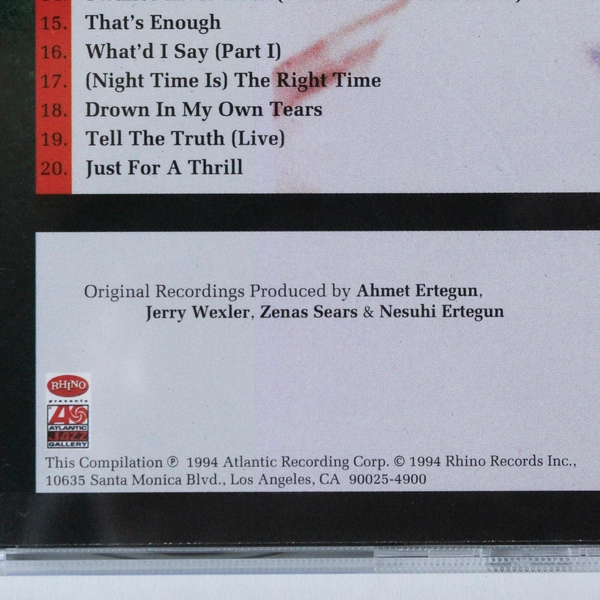 15. That's Enough
16. What'd I Say (Part I)
17. (Night Time Is) The Right Time
18. Drown In My Own Tears
19. Tell The Truth (Live)
20. Just For A Thrill
Original Recordings Produced by Ahmet Ertegun,
Jerry Wexler, Zenas Sears & Nesuhi Ertegun
RHINO
presents
ATLANTIC
JAZZ
GALLERY
This Compilation ℗ 1994 Atlantic Recording Corp. © 1994 Rhino Records Inc.,
10635 Santa Monica Blvd., Los Angeles, CA 90025-4900